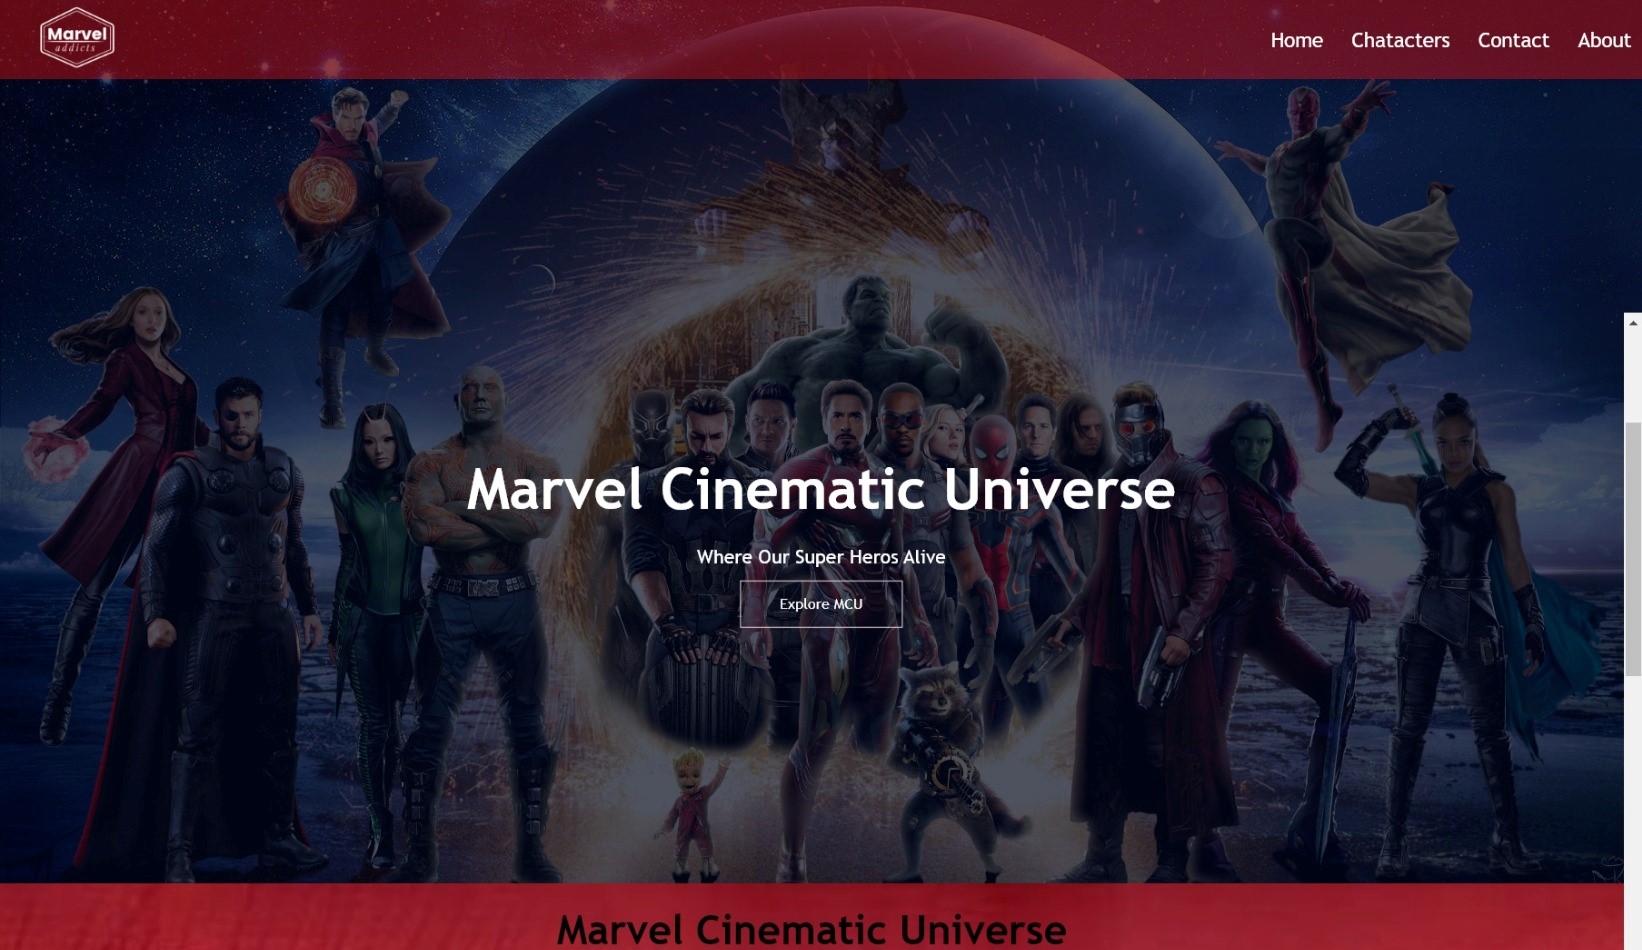 Marvel
addicts
Home Chatacters Contact About
Marvel Cinematic Universe
Where Our Super Heros Alive
Explore MCU
Marvel Cinematic Universe